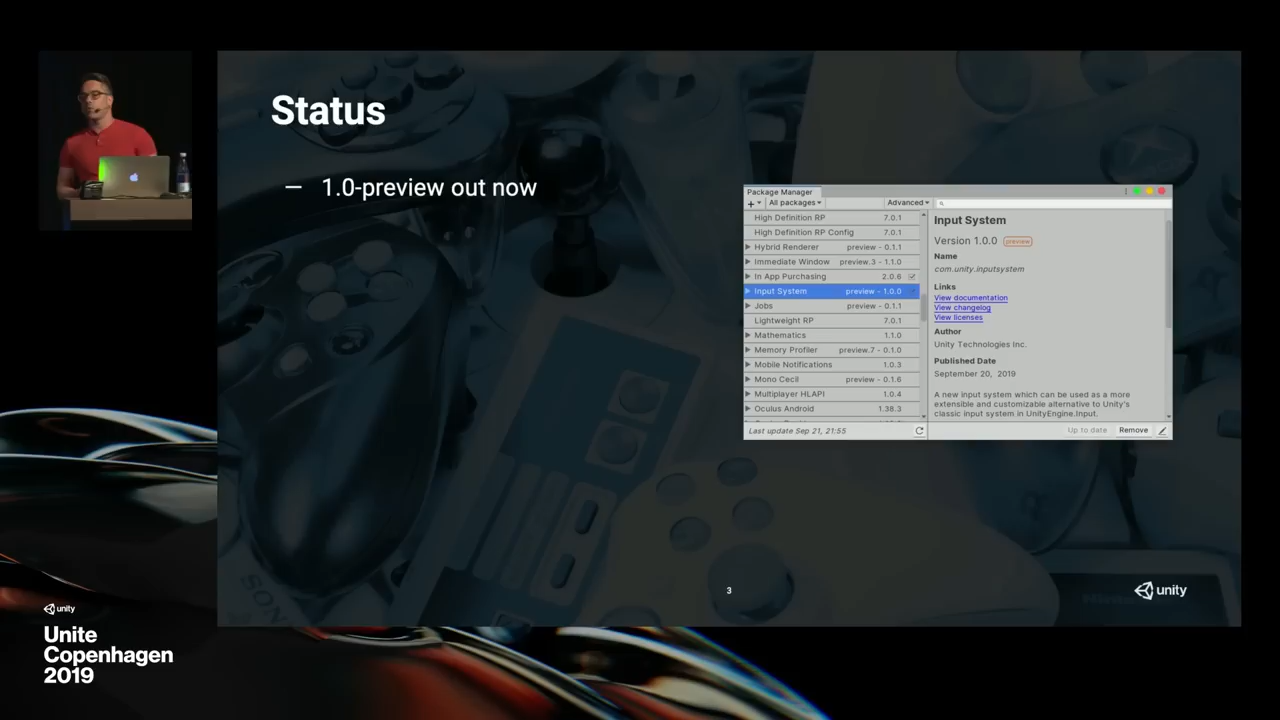 Status
– 1.0-preview out now
Package Manager
+ All packages Advanced
High Definition RP 7.0.1
High Definition RP Config 7.0.1
Hybrid Renderer preview - 0.1.1
Immediate Window preview.3 - 1.1.0
In App Purchasing 2.0.6
Input System preview - 1.0.0
Jobs preview - 0.1.1
Lightweight RP 7.0.1
Mathematics 1.1.0
Memory Profiler preview.7 - 0.1.0
Mobile Notifications 1.0.3
Mono Cecil preview - 0.1.6
Multiplayer HLAPI 1.0.4
Oculus Android 1.38.3
Last update Sep 21, 21:55
Input System
Version 1.0.0 preview
Name
com.unity.inputsystem
Links
View documentation
View changelog
View licenses
Author
Unity Technologies Inc.
Published Date
September 20, 2019
A new input system which can be used as a more
extensible and customizable alternative to Unity's
classic input system in UnityEngine.Input.
Up to date Remove
SON
3
unity
unity
Unite
Copenhagen
2019